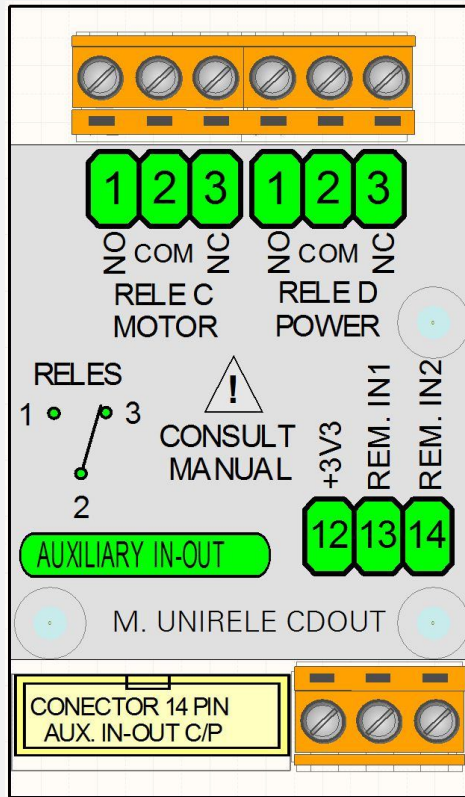 1 2 3 1 2 3
NO COM NC NO COM NC
RELE C
MOTOR
RELE D
POWER
RELES
1 3
2
!
CONSULT
MANUAL
+3V3
REM. IN1
REM. IN2
12 13 14
AUXILIARY IN-OUT
M. UNIRELE CDOUT
CONECTOR 14 PIN
AUX. IN-OUT C/P